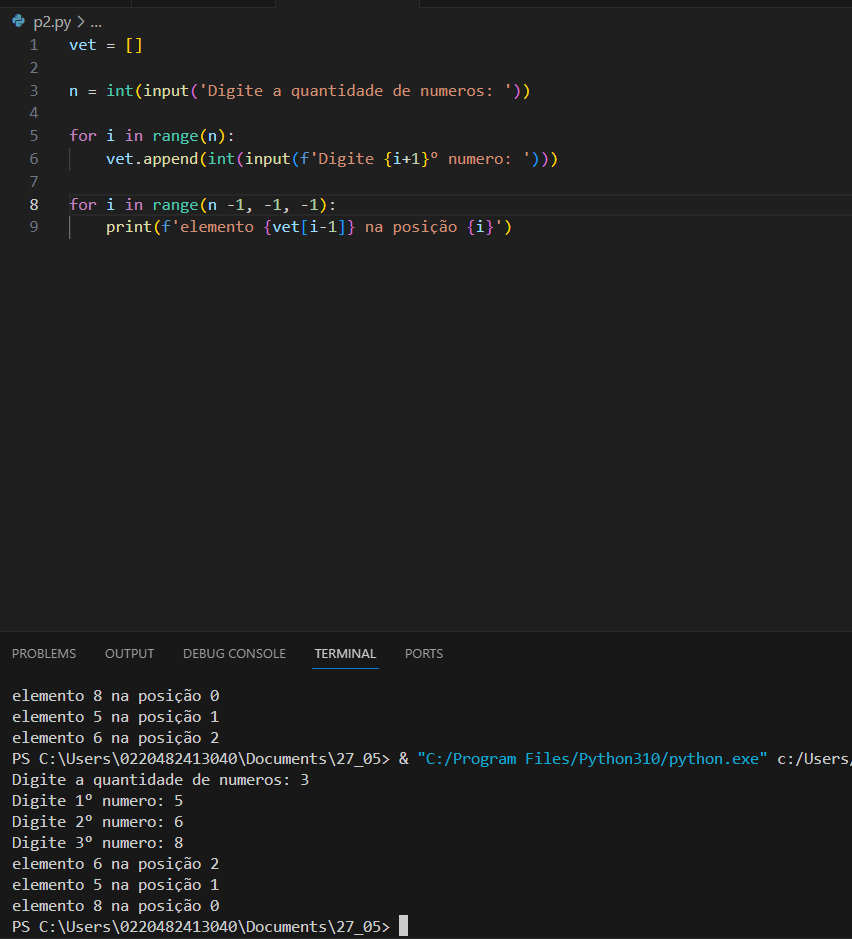 p2.py > ...
1 vet = []
2
3 n = int(input('Digite a quantidade de numeros: '))
4
5 for i in range(n):
6     vet.append(int(input(f'Digite {i+1}º numero: ')))
7
8 for i in range(n -1, -1, -1):
9     print(f'elemento {vet[i-1]} na posição {i}')
PROBLEMS OUTPUT DEBUG CONSOLE TERMINAL PORTS
elemento 8 na posição 0
elemento 5 na posição 1
elemento 6 na posição 2
PS C:\Users\0220482413040\Documents\27_05> & "C:/Program Files/Python310/python.exe" c:/Users/
Digite a quantidade de numeros: 3
Digite 1º numero: 5
Digite 2º numero: 6
Digite 3º numero: 8
elemento 6 na posição 2
elemento 5 na posição 1
elemento 8 na posição 0
PS C:\Users\0220482413040\Documents\27_05>